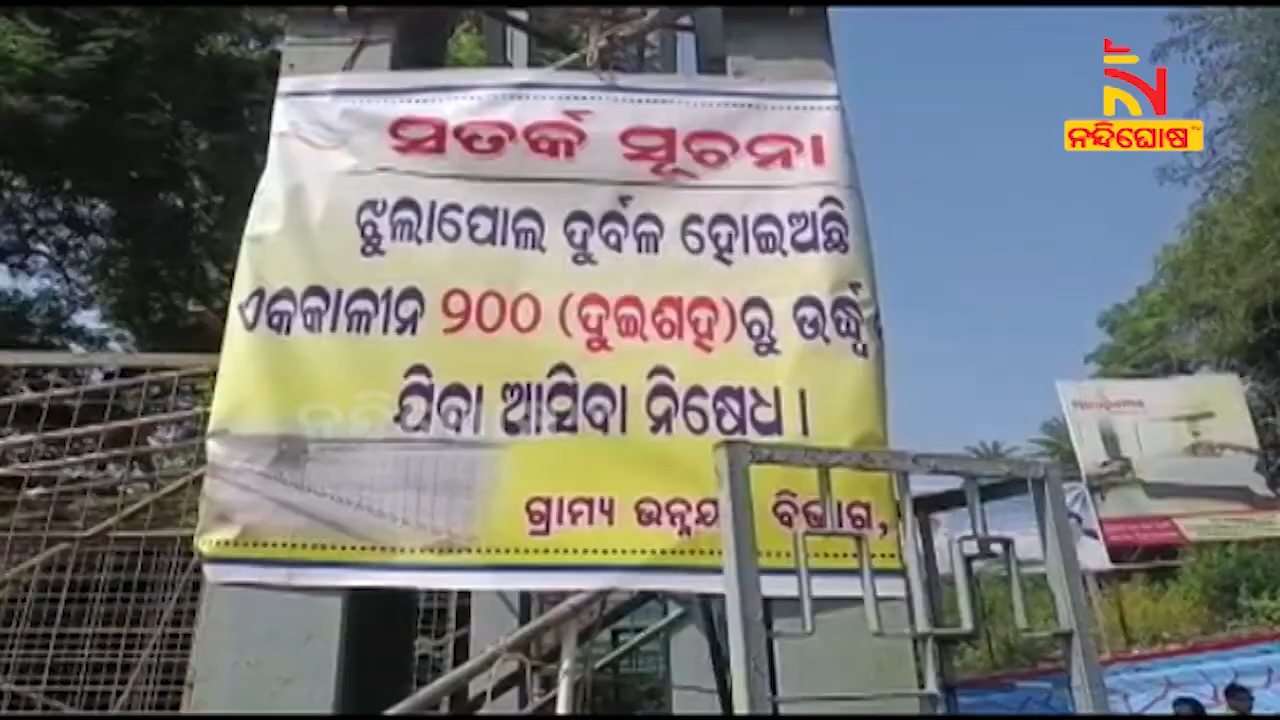 ସତର୍କ ସୂଚନା
ଝୁଲାପୋଲ ଦୁର୍ବଳ ହୋଇଅଛି
ଏକକାଳୀନ ୨୦୦ (ଦୁଇଶହ)ରୁ ଉର୍ଦ୍ଧ୍ୱ
ଯିବା ଆସିବା ନିଷେଧ ।
ଗ୍ରାମ୍ୟ ଉନ୍ନୟନ ବିଭାଗ,
ନନ୍ଦିଘୋଷ